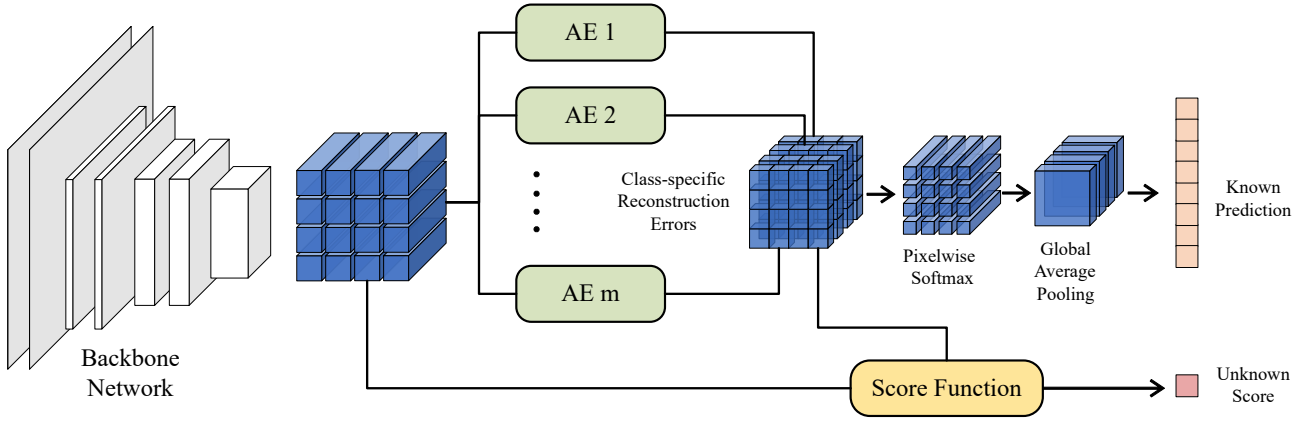 AE 1
AE 2
AE m
Class-specific
Reconstruction
Errors
Pixelwise
Softmax
Global
Average
Pooling
Known
Prediction
Backbone
Network
Score Function
Unknown
Score